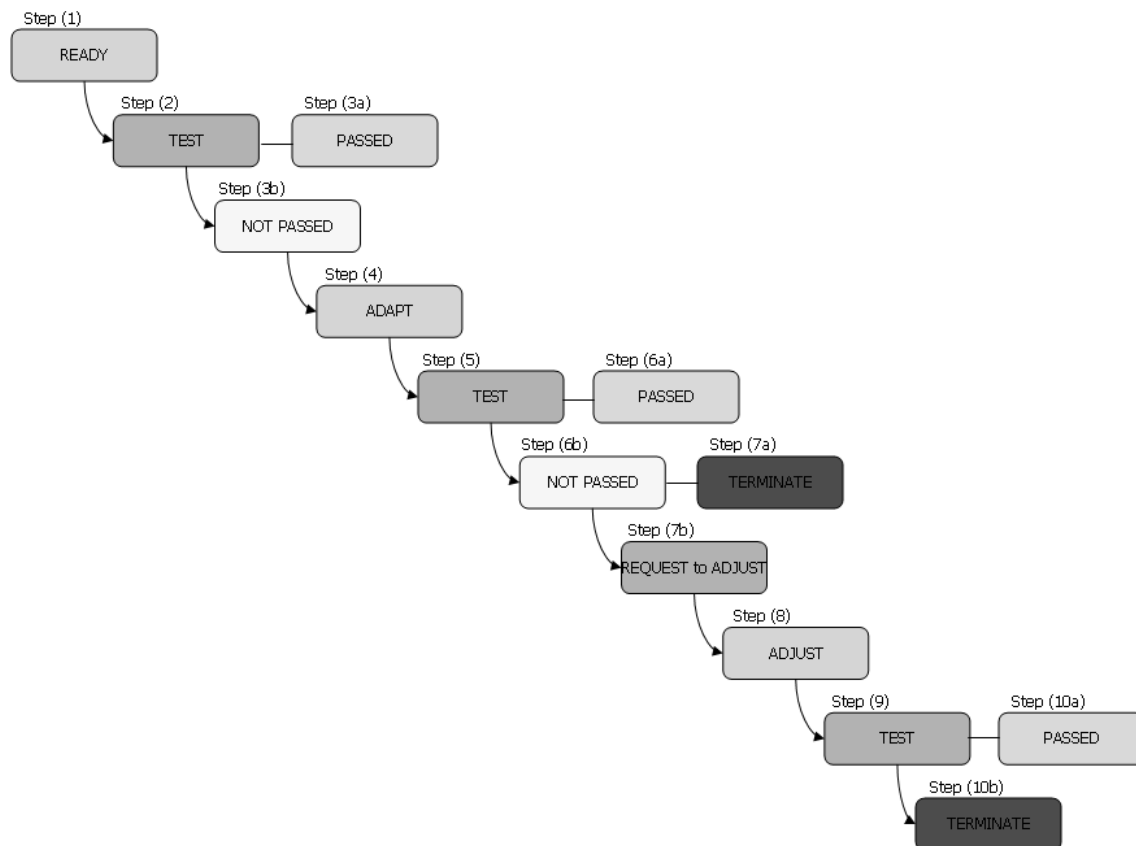 Step (1)
READY
Step (2)
Step (3a)
TEST
PASSED
Step (3b)
NOT PASSED
Step (4)
ADAPT
Step (5)
Step (6a)
TEST
PASSED
Step (6b)
Step (7a)
NOT PASSED
TERMINATE
Step (7b)
REQUEST to ADJUST
Step (8)
ADJUST
Step (9)
Step (10a)
TEST
PASSED
Step (10b)
TERMINATE